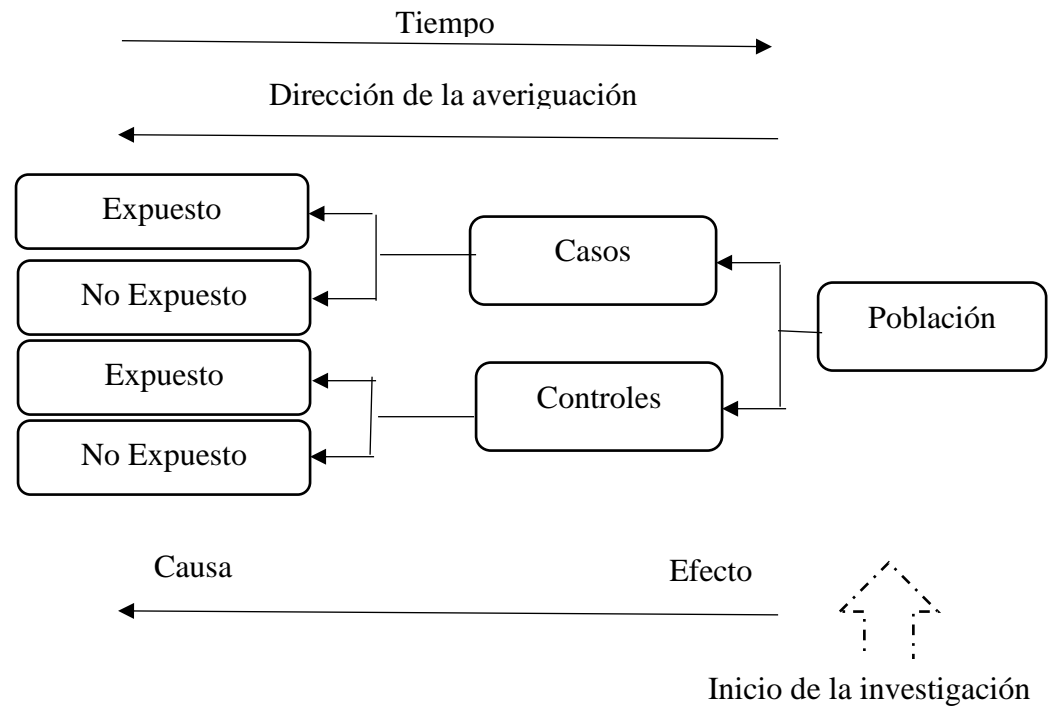 Tiempo
Dirección de la averiguación
Expuesto
No Expuesto
Expuesto
No Expuesto
Casos
Controles
Población
Causa
Efecto
Inicio de la investigación